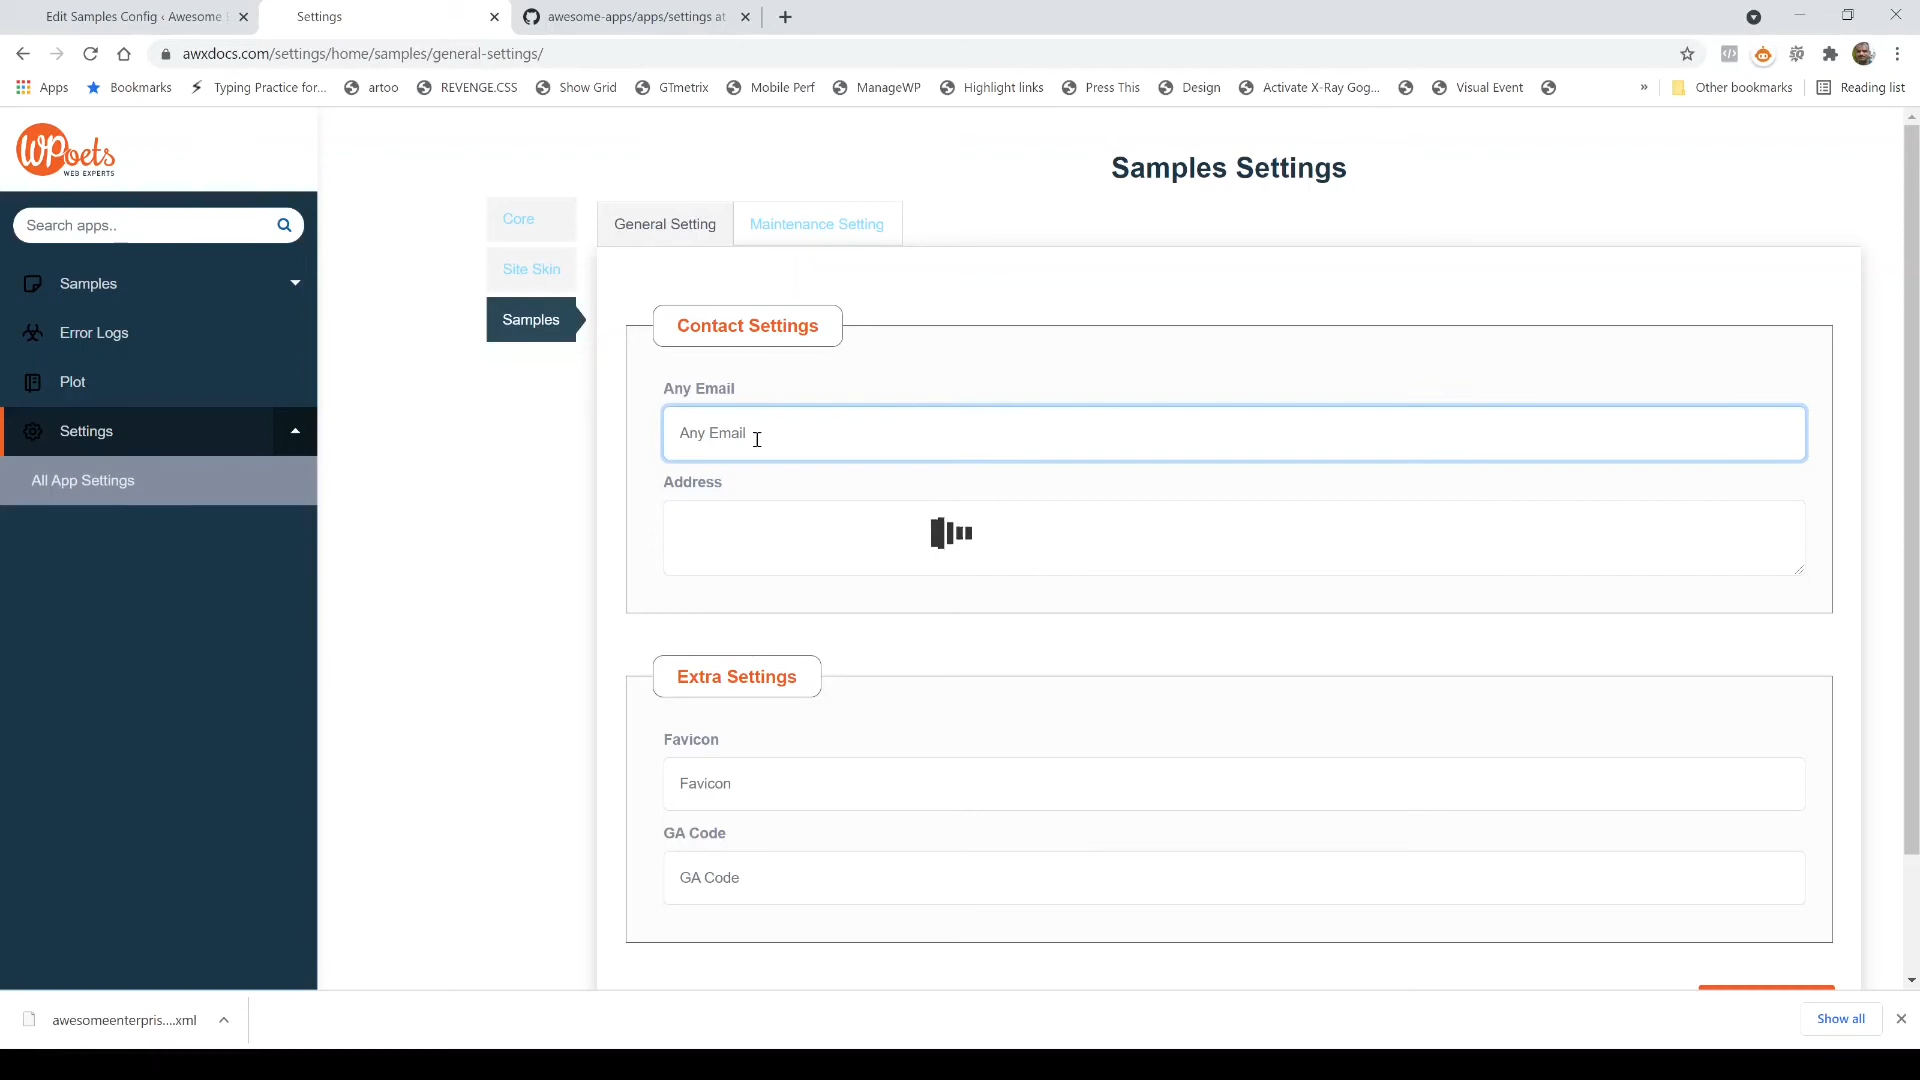 Edit Samples Config ‹ Awesome E
Settings
awesome-apps/apps/settings at
awxdocs.com/settings/home/samples/general-settings/
Apps
Bookmarks
Typing Practice for...
artoo
REVENGE.CSS
Show Grid
GTmetrix
Mobile Perf
ManageWP
Highlight links
Press This
Design
Activate X-Ray Gog...
Visual Event
»
Other bookmarks
Reading list
WPoets
WEB EXPERTS
Search apps..
Samples
Error Logs
Plot
Settings
All App Settings
Samples Settings
Core
Site Skin
Samples
General Setting
Maintenance Setting
Contact Settings
Any Email
Any Email
Address
Extra Settings
Favicon
Favicon
GA Code
GA Code
awesomeenterpris....xml
Show all